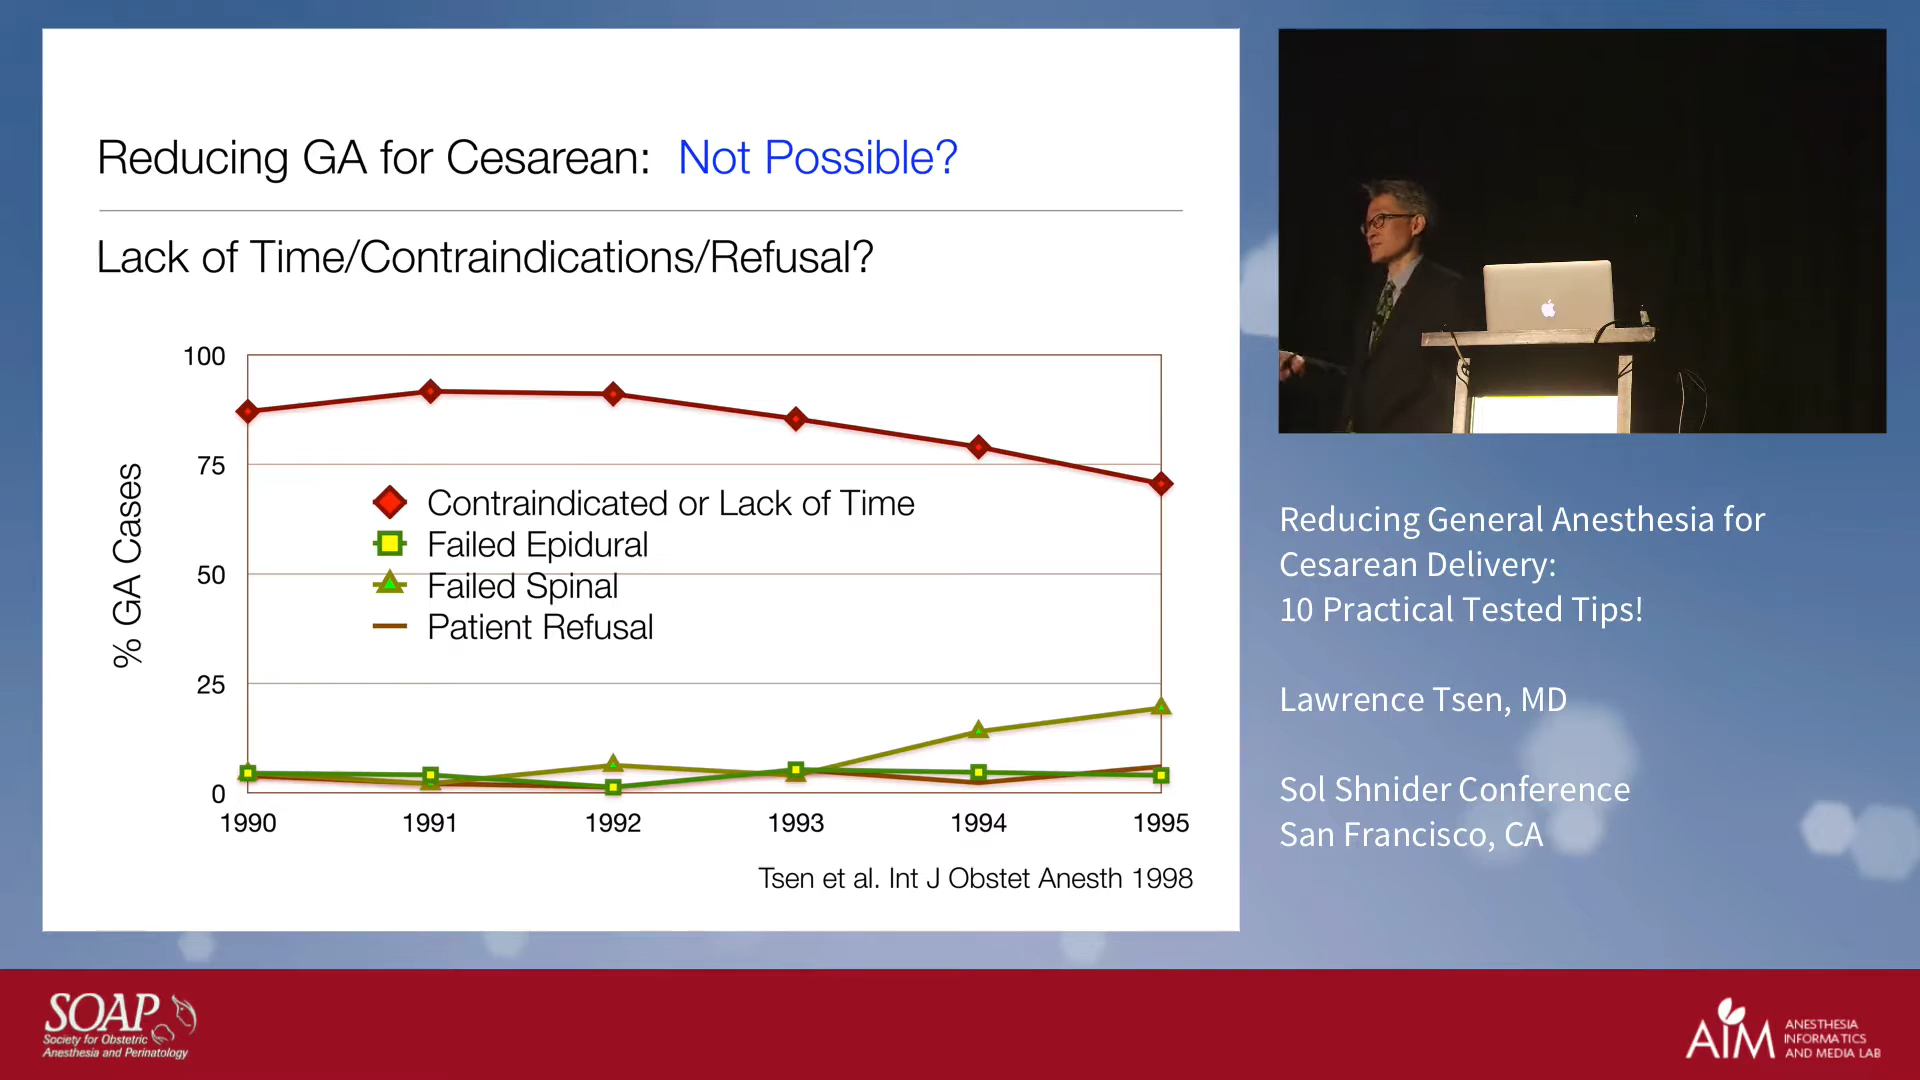 Reducing GA for Cesarean: Not Possible?
Lack of Time/Contraindications/Refusal?
100
75
50
25
0
% GA Cases
Contraindicated or Lack of Time
Failed Epidural
Failed Spinal
Patient Refusal
1990 1991 1992 1993 1994 1995
Tsen et al. Int J Obstet Anesth 1998
Reducing General Anesthesia for
Cesarean Delivery:
10 Practical Tested Tips!
Lawrence Tsen, MD
Sol Shnider Conference
San Francisco, CA
SOAP
Society for Obstetric
Anesthesia and Perinatology
AIM
ANESTHESIA
INFORMATICS
AND MEDIA LAB